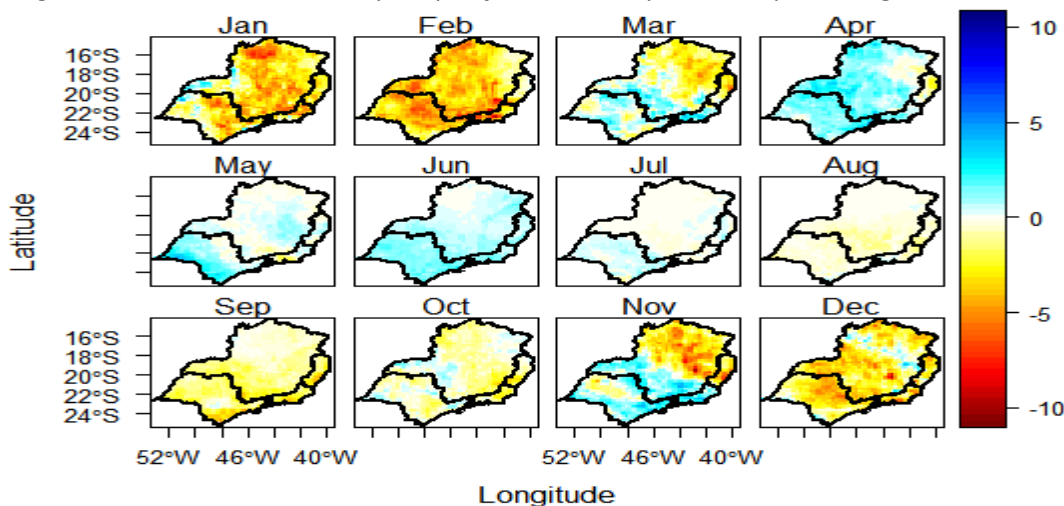 Jan Feb Mar Apr
May Jun Jul Aug
Sep Oct Nov Dec
16°S
18°S
20°S
22°S
24°S
16°S
18°S
20°S
22°S
24°S
Latitude
52°W 46°W 40°W 52°W 46°W 40°W
Longitude
10
5
0
-5
-10